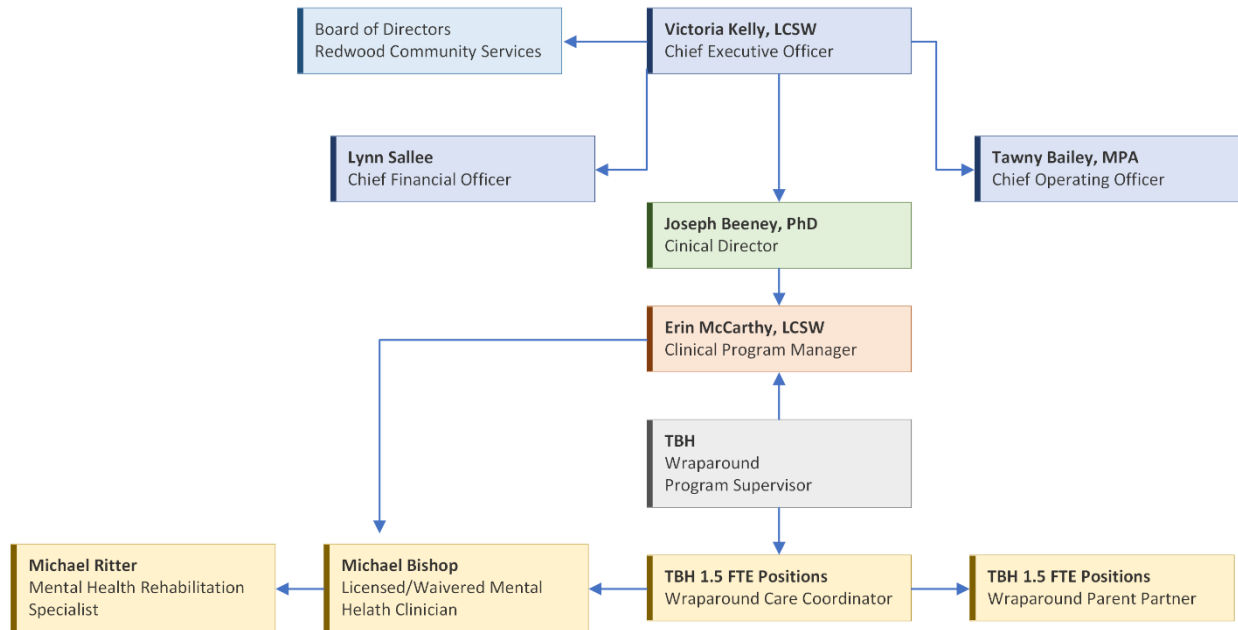 Board of Directors
Redwood Community Services
Victoria Kelly, LCSW
Chief Executive Officer
Lynn Sallee
Chief Financial Officer
Tawny Bailey, MPA
Chief Operating Officer
Joseph Beeney, PhD
Cinical Director
Erin McCarthy, LCSW
Clinical Program Manager
TBH
Wraparound
Program Supervisor
Michael Ritter
Mental Health Rehabilitation
Specialist
Michael Bishop
Licensed/Waivered Mental
Helath Clinician
TBH 1.5 FTE Positions
Wraparound Care Coordinator
TBH 1.5 FTE Positions
Wraparound Parent Partner